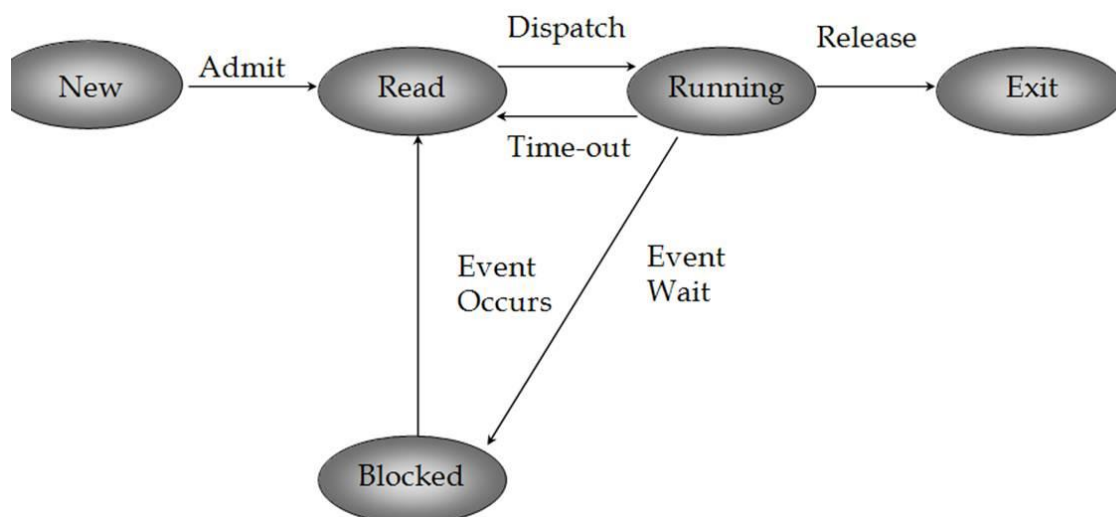 Dispatch
Release
Admit
New
Read
Running
Exit
Time-out
Event
Occurs
Event
Wait
Blocked